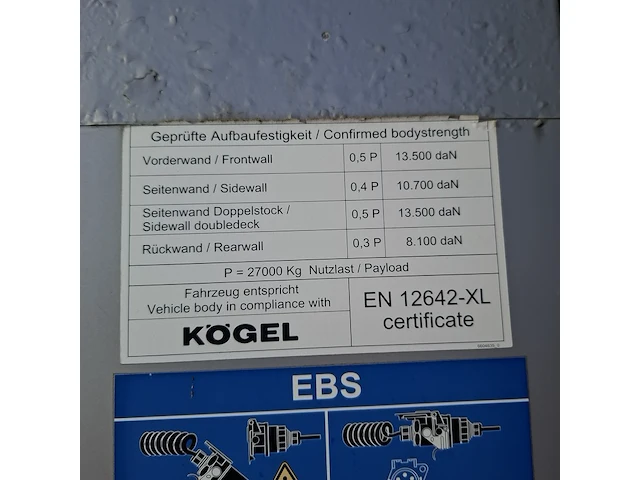 Geprüfte Aufbaufestigkeit / Confirmed bodystrength
Vorderwand / Frontwall 0,5 P 13.500 daN
Seitenwand / Sidewall 0,4 P 10.700 daN
Seitenwand Doppelstock /
Sidewall doubledeck 0,5 P 13.500 daN
Rückwand / Rearwall 0,3 P 8.100 daN
P = 27000 Kg Nutzlast / Payload
Fahrzeug entspricht
Vehicle body in compliance with
KÖGEL
EN 12642-XL
certificate
EBS